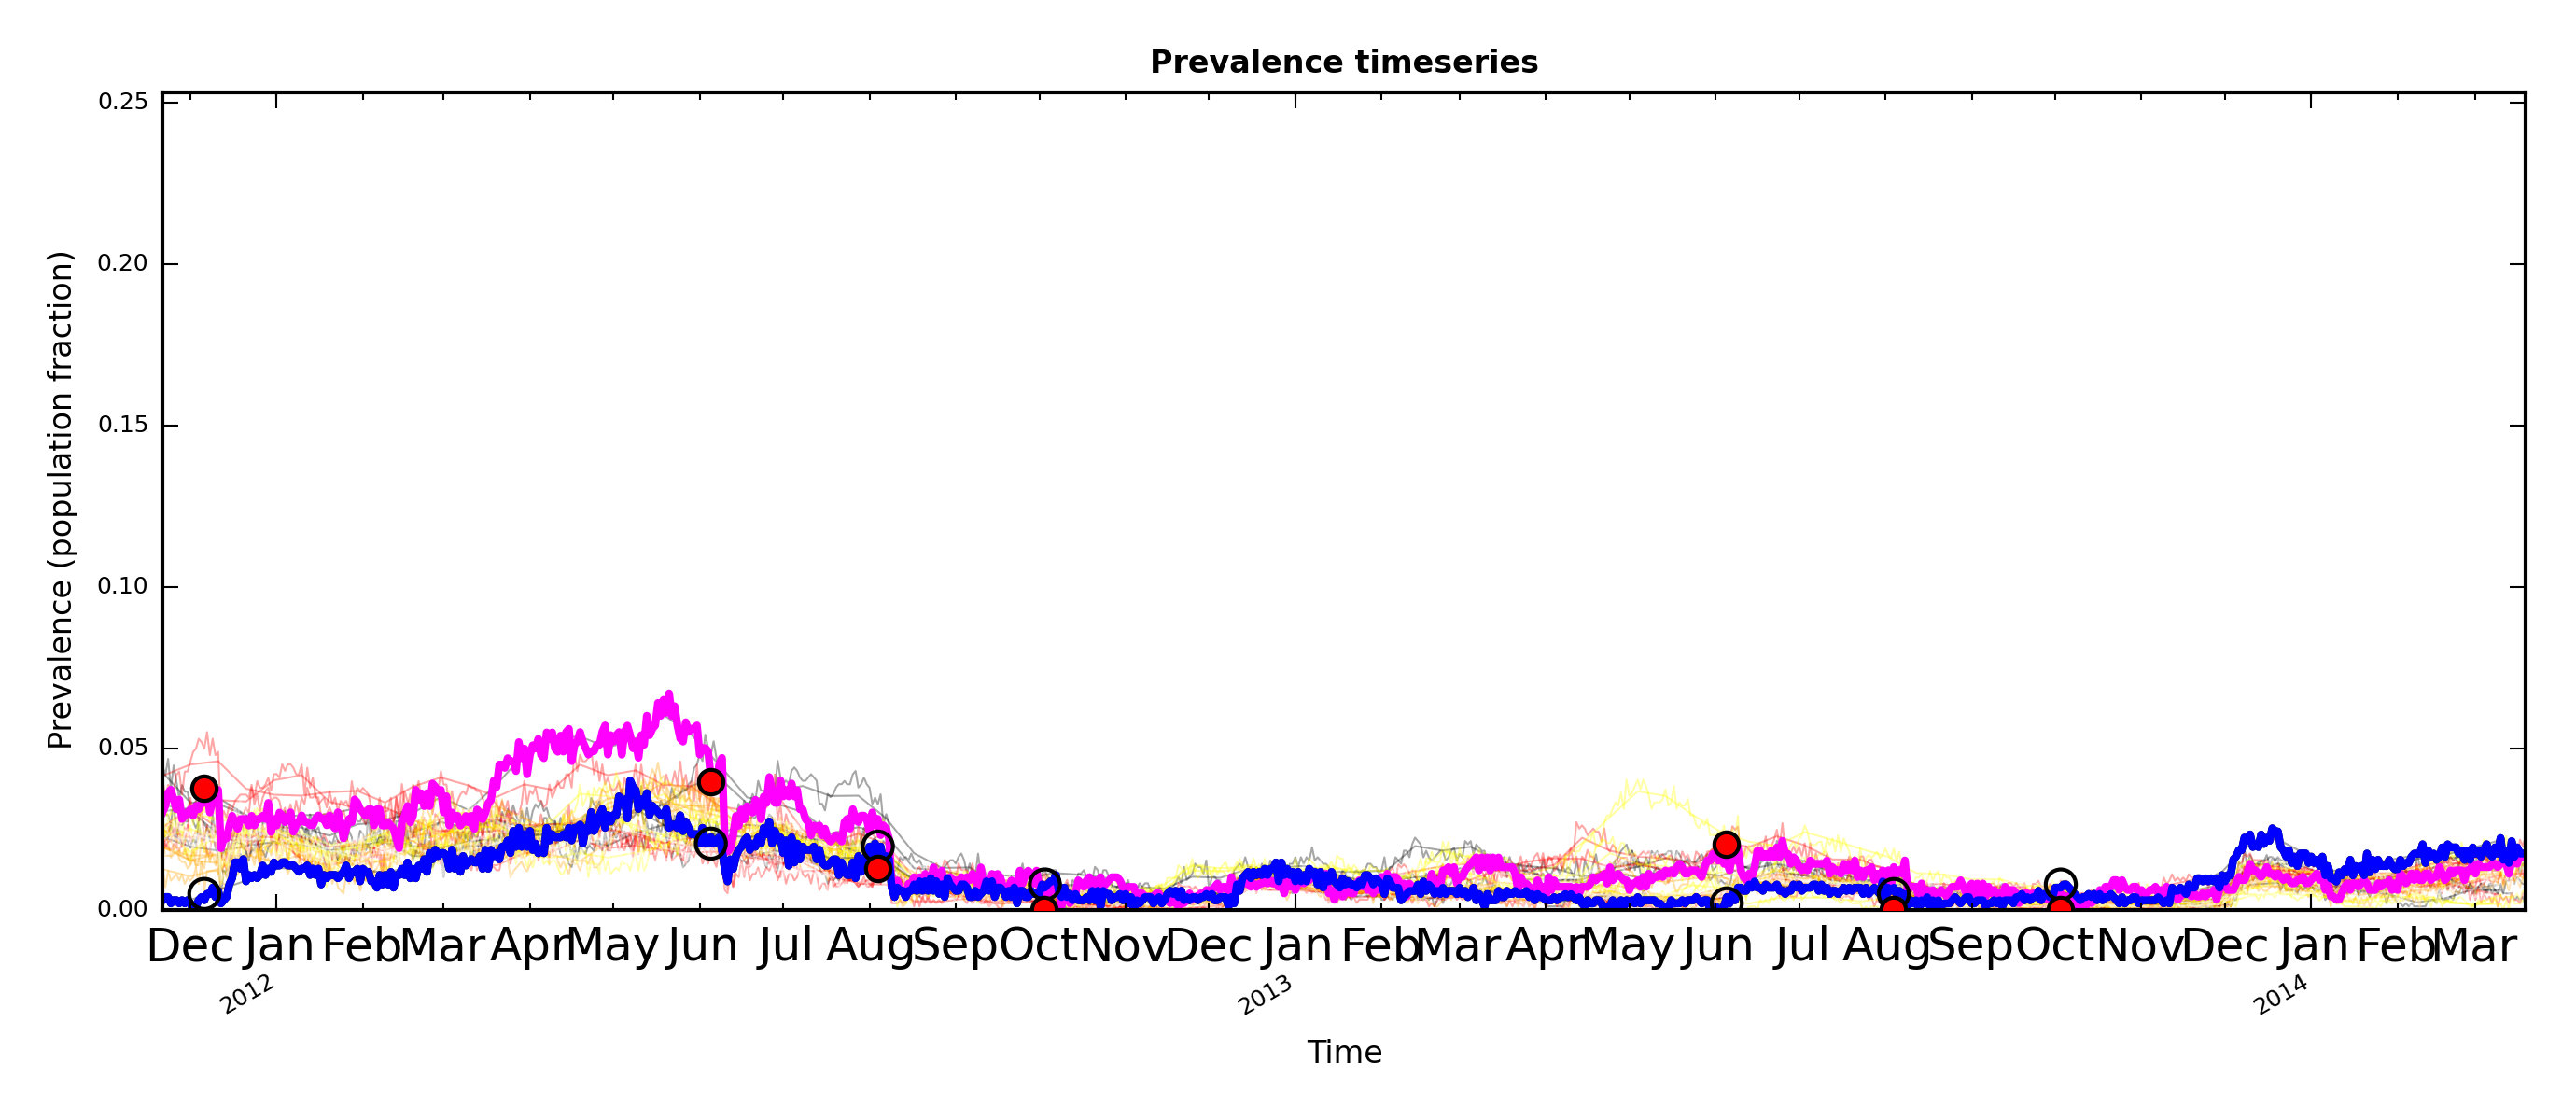 Prevalence timeseries
0.25
0.20
0.15
0.10
0.05
0.00
Prevalence (population fraction)
Dec Jan Feb Mar Apr May Jun Jul Aug Sep Oct Nov Dec Jan Feb Mar Apr May Jun Jul Aug Sep Oct Nov Dec Jan Feb Mar
2012 2013 2014
Time